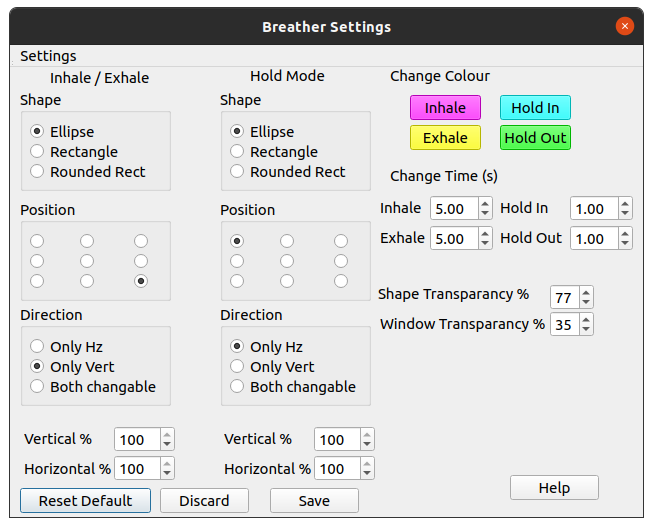 Breather Settings
Settings
Inhale / Exhale
Shape
Ellipse
Rectangle
Rounded Rect
Position
Direction
Only Hz
Only Vert
Both changable
Vertical % 100
Horizontal % 100
Hold Mode
Shape
Ellipse
Rectangle
Rounded Rect
Position
Direction
Only Hz
Only Vert
Both changable
Vertical % 100
Horizontal % 100
Change Colour
Inhale Hold In
Exhale Hold Out
Change Time (s)
Inhale 5.00 Hold In 1.00
Exhale 5.00 Hold Out 1.00
Shape Transparancy % 77
Window Transparancy % 35
Reset Default Discard Save Help